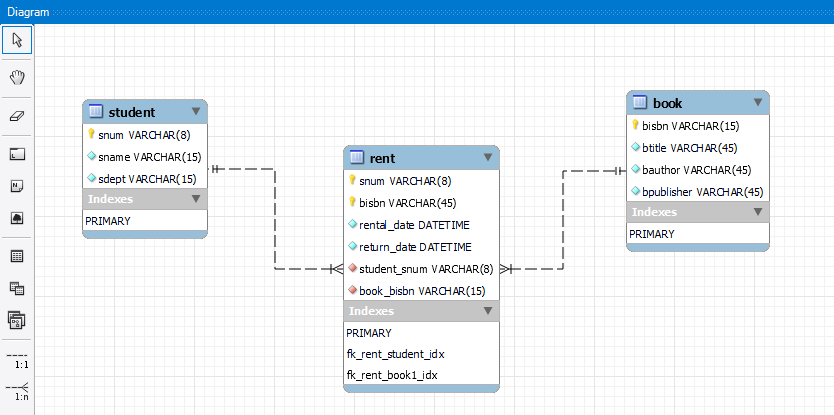 Diagram
student
snum VARCHAR(8)
sname VARCHAR(15)
sdept VARCHAR(15)
Indexes
PRIMARY
rent
snum VARCHAR(8)
bisbn VARCHAR(45)
rental_date DATETIME
return_date DATETIME
student_snum VARCHAR(8)
book_bisbn VARCHAR(15)
Indexes
PRIMARY
fk_rent_student_idx
fk_rent_book1_idx
book
bisbn VARCHAR(15)
btitle VARCHAR(45)
bauthor VARCHAR(45)
bpublisher VARCHAR(45)
Indexes
PRIMARY
1:1
1:n